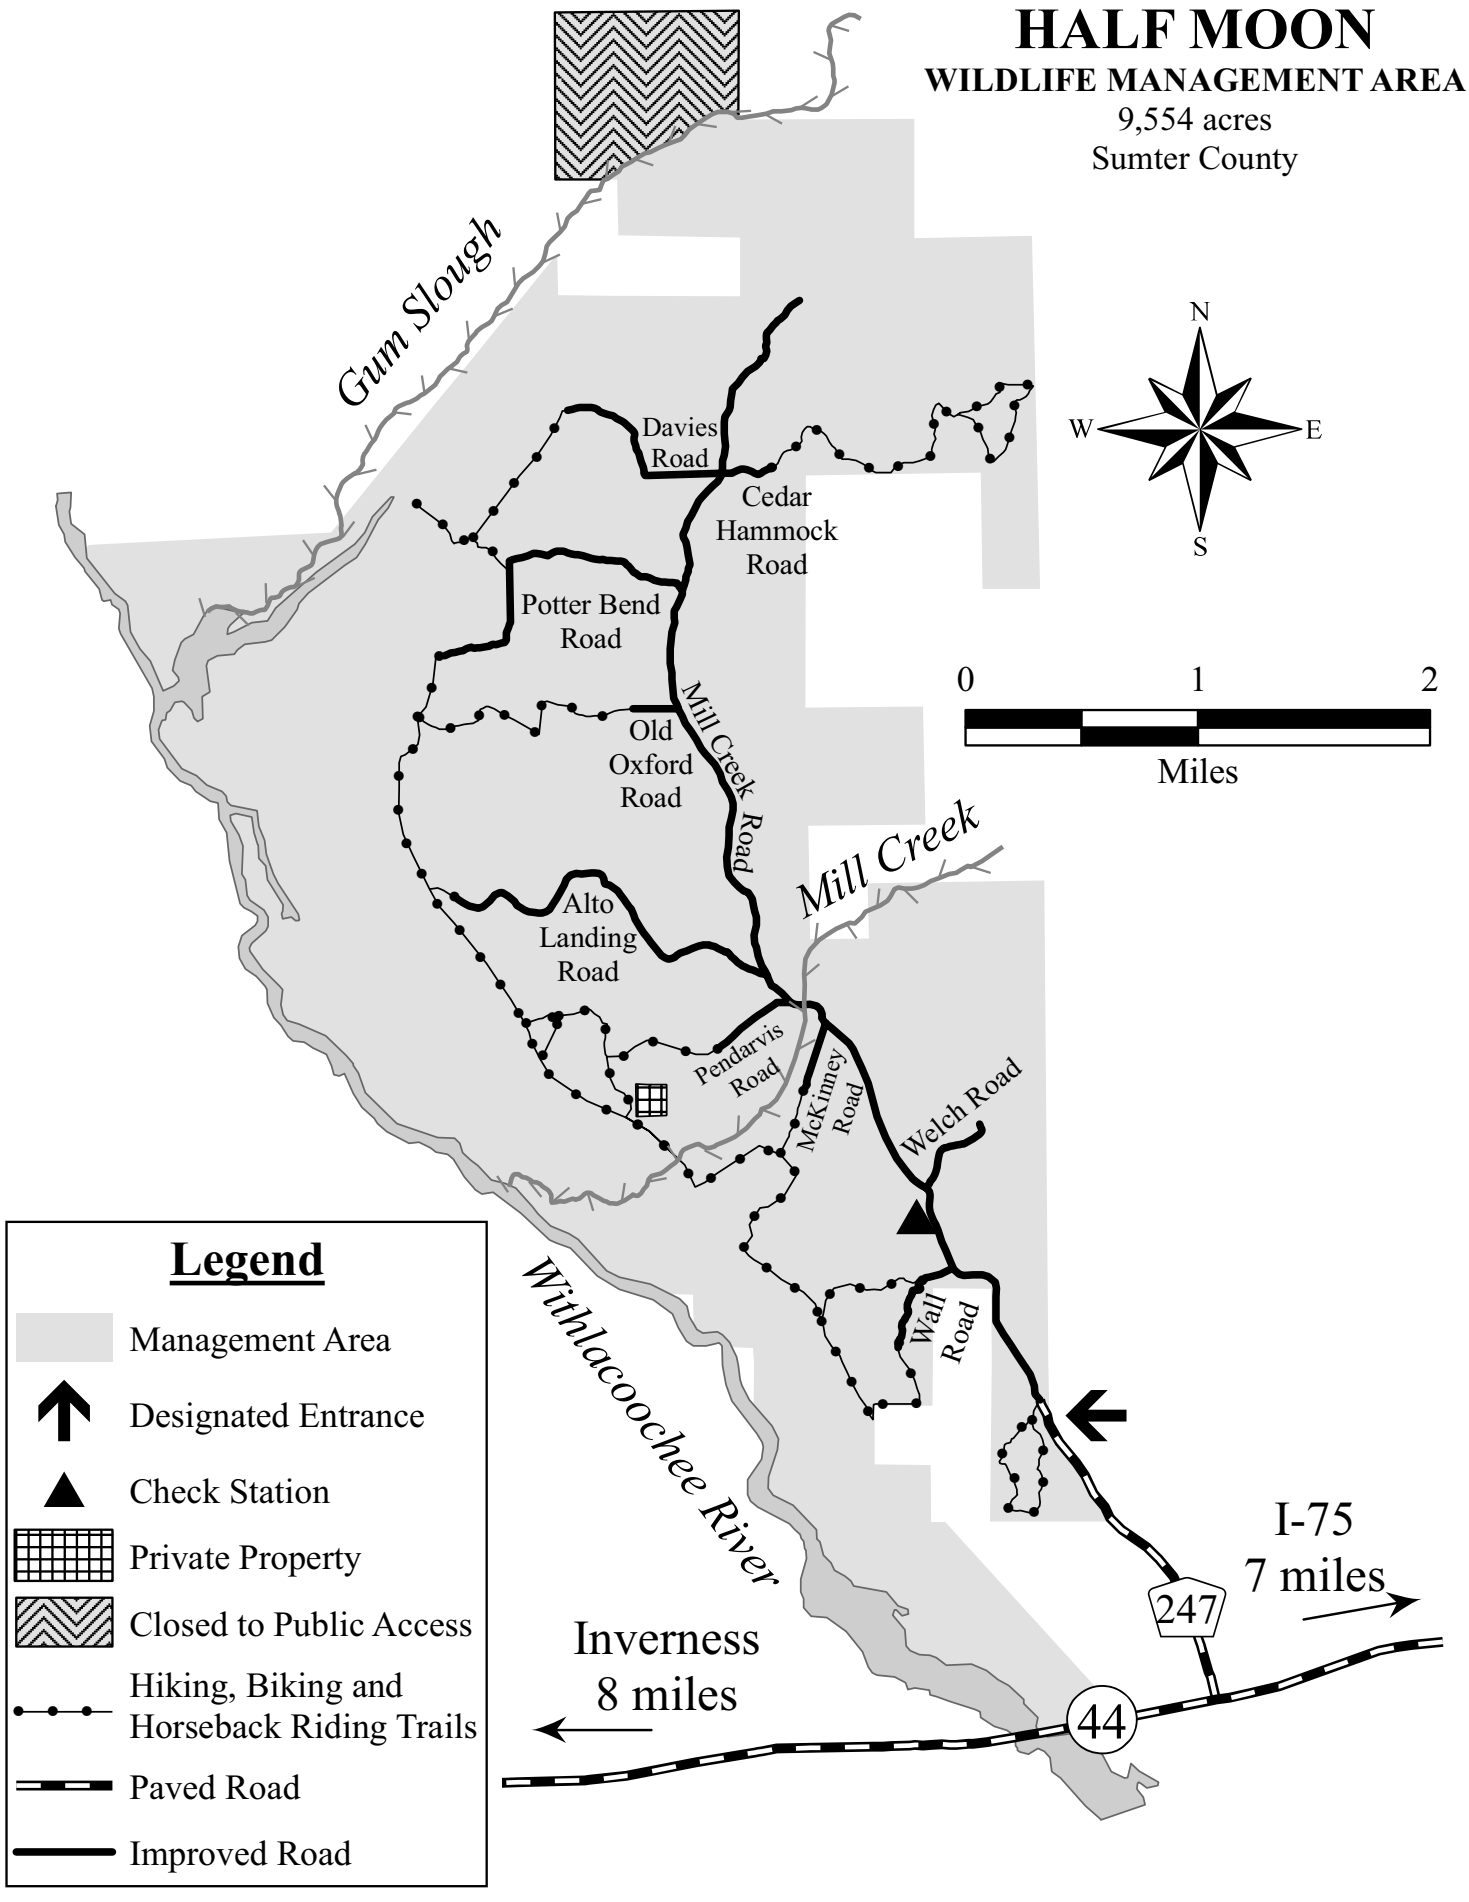 HALF MOON
WILDLIFE MANAGEMENT AREA
9,554 acres
Sumter County
Gum Slough
N
W
E
S
Davies
Road
Cedar
Hammock
Road
Potter Bend
Road
0
1
2
Miles
Old
Oxford
Road
Mill Creek Road
Mill Creek
Alto
Landing
Road
Pendarvis
Road
McKinney
Road
Welch Road
Wall
Road
Withlacoochee River
I-75
7 miles
247
Inverness
8 miles
44
Legend
Management Area
Designated Entrance
Check Station
Private Property
Closed to Public Access
Hiking, Biking and
Horseback Riding Trails
Paved Road
Improved Road